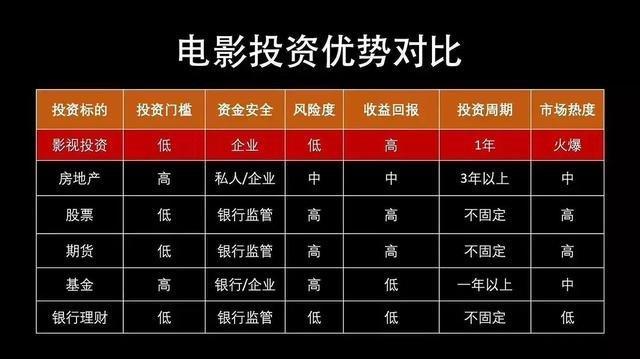 电影投资优势对比
投资标的 投资门槛 资金安全 风险度 收益回报 投资周期 市场热度
影视投资 低 企业 低 高 1年 火爆
房地产 高 私人/企业 中 中 3年以上 中
股票 低 银行监管 高 高 不固定 高
期货 低 银行监管 高 高 不固定 高
基金 高 银行/企业 高 低 一年以上 中
银行理财 低 银行监管 低 低 不固定 低